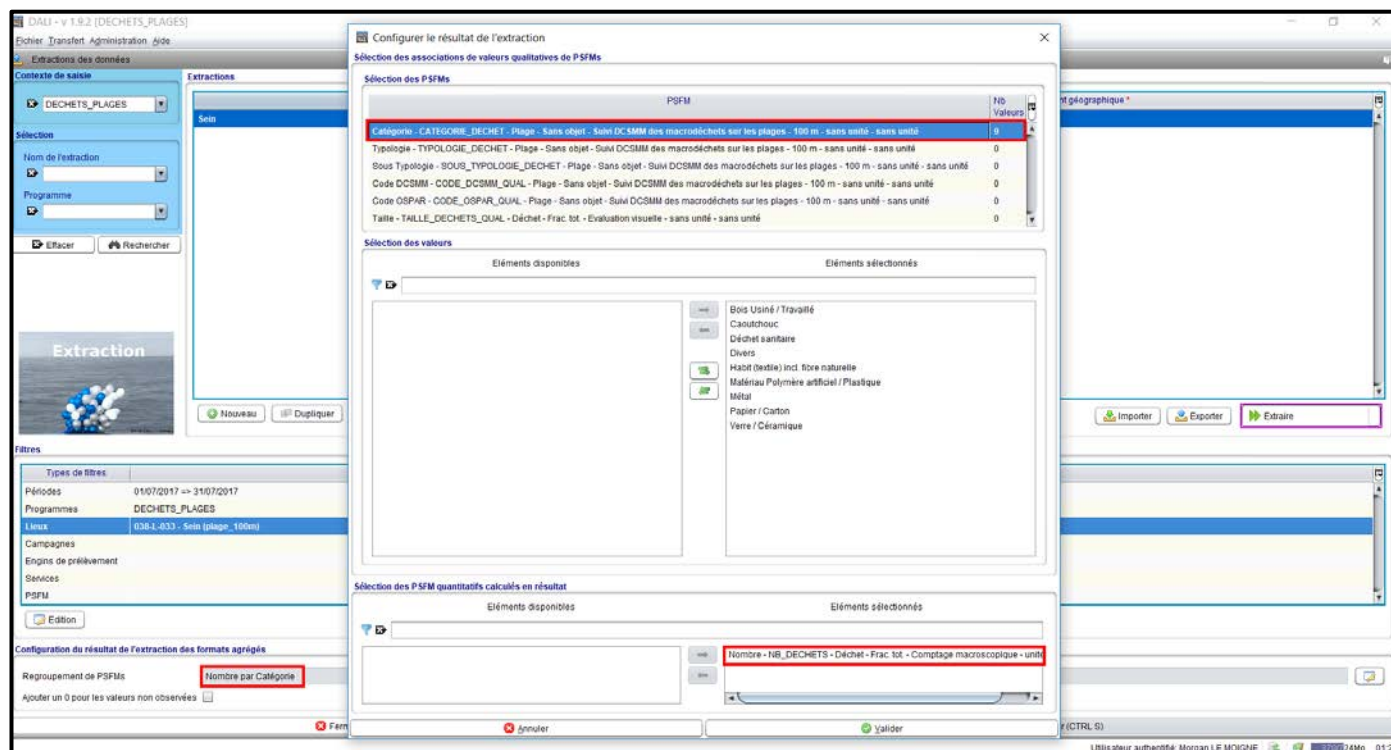 DALI - v 1.9.2 [DECHETS_PLAGES]
Fichier Transfert Administration Aide
Extractions des données
Contexte de saisie
DECHETS_PLAGES
Sélection
Nom de l'extraction
Programme
Effacer
Rechercher
Extraction
Extractions
Sein
nt géographique *
Nouveau
Dupliquer
Importer
Exporter
Extraire
Filtres
Types de filtres
Périodes 01/07/2017 => 31/07/2017
Programmes DECHETS_PLAGES
Lieux 038-L-033 - Sein (plage_100m)
Campagnes
Engins de prélèvement
Services
PSFM
Edition
Configuration du résultat de l'extraction des formats agrégés
Regroupement de PSFMs Nombre par Catégorie
Ajouter un 0 pour les valeurs non observées
Configurer le résultat de l'extraction
Sélection des associations de valeurs qualitatives de PSFMs
Sélection des PSFMs
PSFM Nb Valeurs
Catégorie - CATEGORIE_DECHET - Plage - Sans objet - Suivi DCSMM des macrodéchets sur les plages - 100 m - sans unité - sans unité 9
Typologie - TYPOLOGIE_DECHET - Plage - Sans objet - Suivi DCSMM des macrodéchets sur les plages - 100 m - sans unité - sans unité 0
Sous Typologie - SOUS_TYPOLOGIE_DECHET - Plage - Sans objet - Suivi DCSMM des macrodéchets sur les plages - 100 m - sans unité - sans unité 0
Code DCSMM - CODE_DCSMM_QUAL - Plage - Sans objet - Suivi DCSMM des macrodéchets sur les plages - 100 m - sans unité - sans unité 0
Code OSPAR - CODE_OSPAR_QUAL - Plage - Sans objet - Suivi DCSMM des macrodéchets sur les plages - 100 m - sans unité - sans unité 0
Taille - TAILLE_DECHETS_QUAL - Déchet - Frac. tot. - Evaluation visuelle - sans unité - sans unité 0
Sélection des valeurs
Eléments disponibles
Eléments sélectionnés
Bois Usiné / Travaillé
Caoutchouc
Déchet sanitaire
Divers
Habit (textile) incl. fibre naturelle
Matériau Polymère artificiel / Plastique
Métal
Papier / Carton
Verre / Céramique
Sélection des PSFM quantitatifs calculés en résultat
Eléments disponibles
Eléments sélectionnés
Nombre - NB_DECHETS - Déchet - Frac. tot. - Comptage macroscopique - unité
Annuler
Valider
Ferm
r (CTRL S)
Utilisateur authentifié: Morgan LE MOIGNE